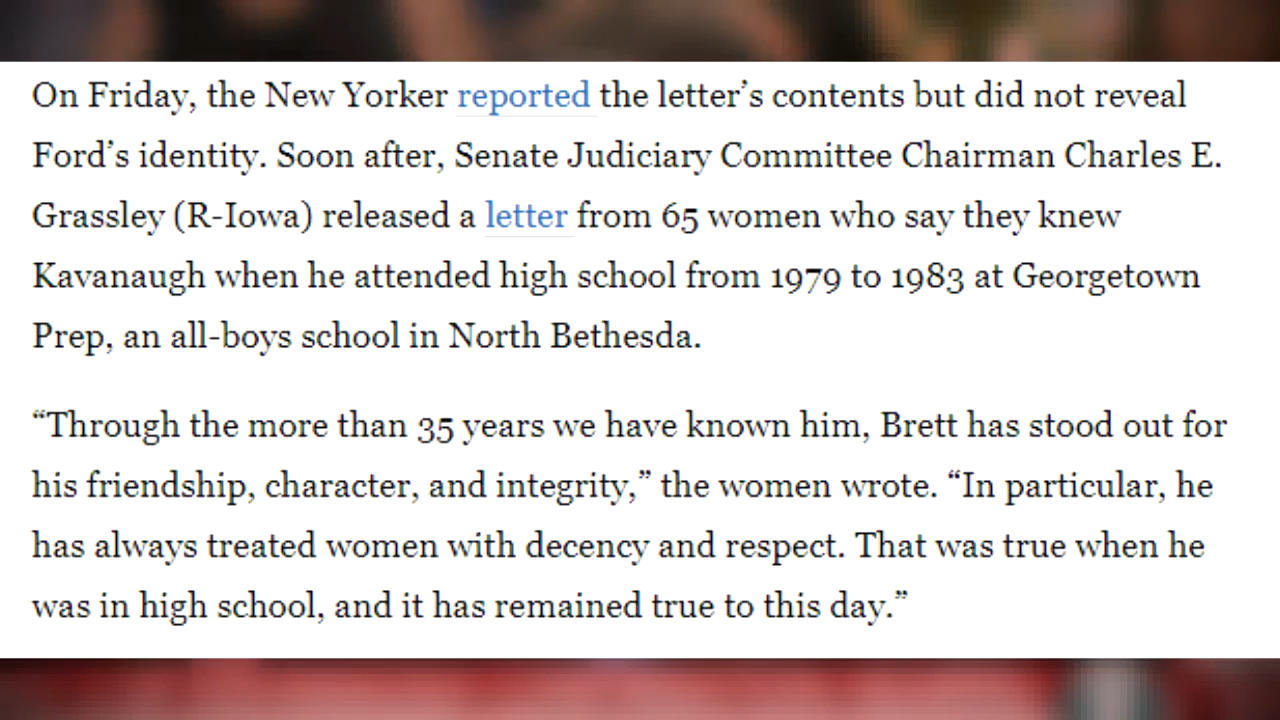 On Friday, the New Yorker reported the letter’s contents but did not reveal
Ford’s identity. Soon after, Senate Judiciary Committee Chairman Charles E.
Grassley (R-Iowa) released a letter from 65 women who say they knew
Kavanaugh when he attended high school from 1979 to 1983 at Georgetown
Prep, an all-boys school in North Bethesda.
“Through the more than 35 years we have known him, Brett has stood out for
his friendship, character, and integrity,” the women wrote. “In particular, he
has always treated women with decency and respect. That was true when he
was in high school, and it has remained true to this day.”